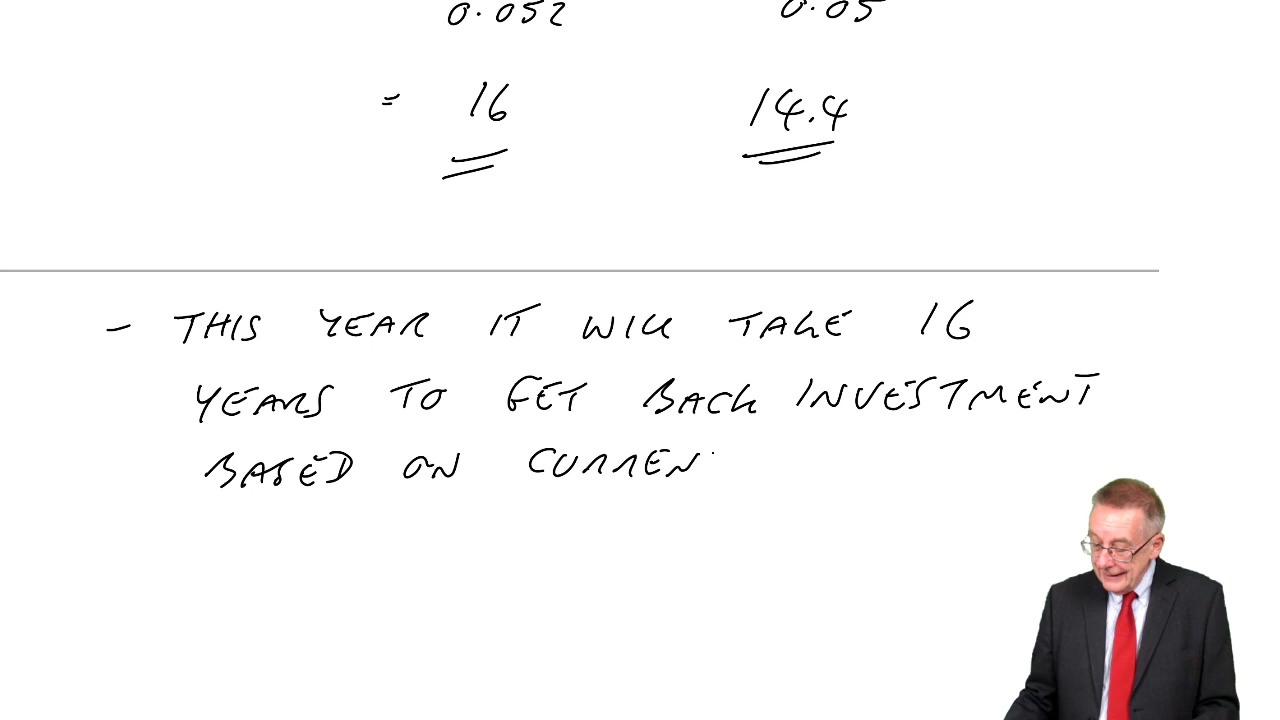 0.052 0.05
= 16 14.4
- THIS YEAR IT WILL TAKE 16
YEARS TO GET BACK INVESTMENT
BASED ON CURREN